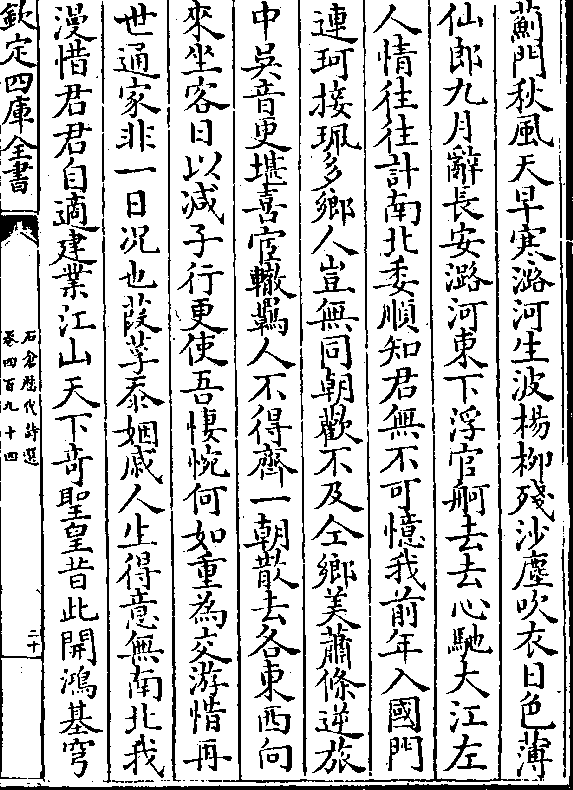 薊門秋風天早寒潞河生波楊柳殘沙塵吹衣日色薄
仙郎九月辭長安潞河東下浮官舸去去心馳大江左
人情往往計南北委順知君無不可憶我前年入國門
連珂接珮多鄉人豈無同朝歡不及仝鄉美蕭條逆旅
中吳音更堪喜宦轍羈人不得齊一朝散去各東西向
來坐客日以減子行更使吾悽惋何如重為交游惜再
世通家非一日况也葭莩泰姻戚人生得意無南北我
漫惜君君自適建業江山天下奇聖皇昔此開鴻基穹
欽定四庫全書
石倉歷代詩選
卷四百九十四
二十